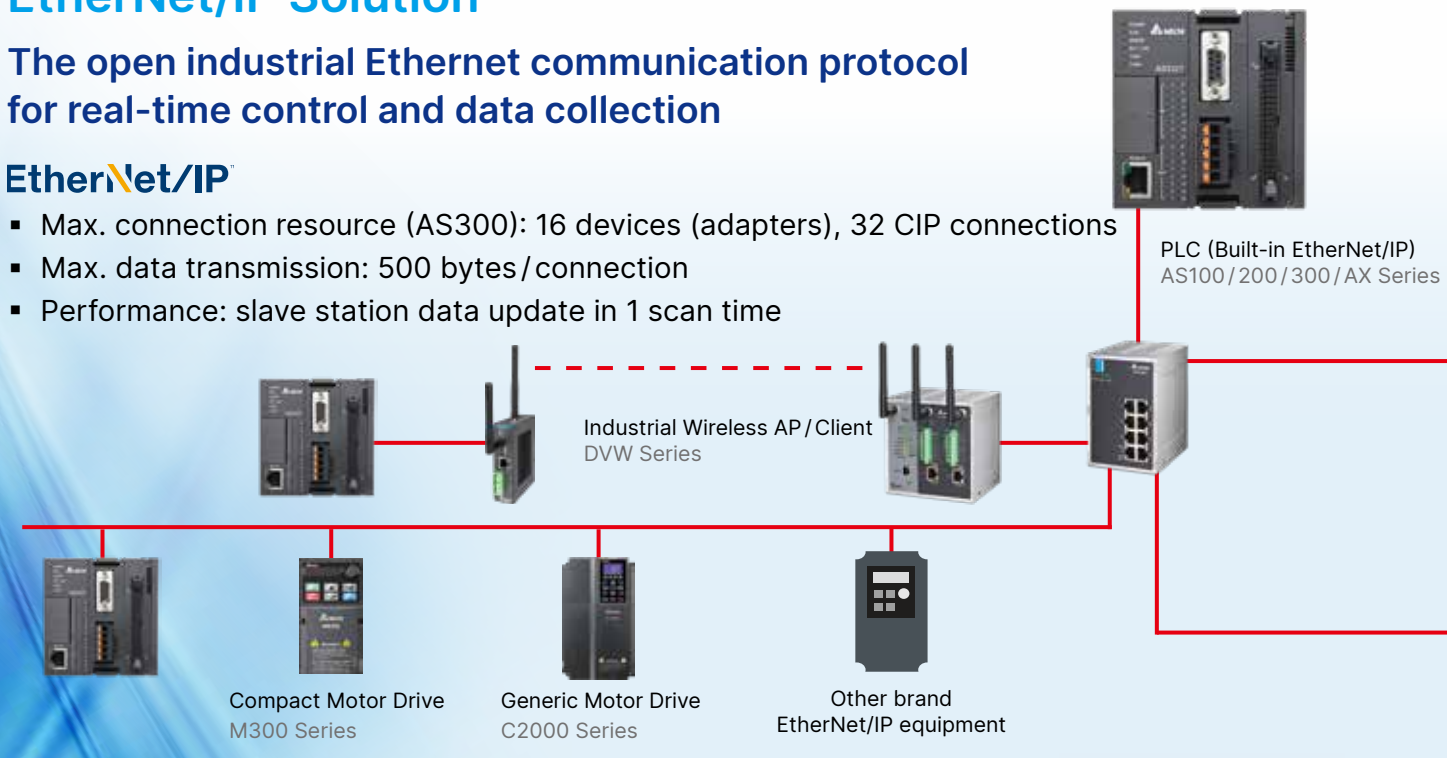 EtherNet/IP Solution
The open industrial Ethernet communication protocol
for real-time control and data collection
EtherNet/IP™
▪ Max. connection resource (AS300): 16 devices (adapters), 32 CIP connections
▪ Max. data transmission: 500 bytes/connection
▪ Performance: slave station data update in 1 scan time
PLC (Built-in EtherNet/IP)
AS100/200/300/AX Series
Industrial Wireless AP/Client
DVW Series
Compact Motor Drive
M300 Series
Generic Motor Drive
C2000 Series
Other brand
EtherNet/IP equipment